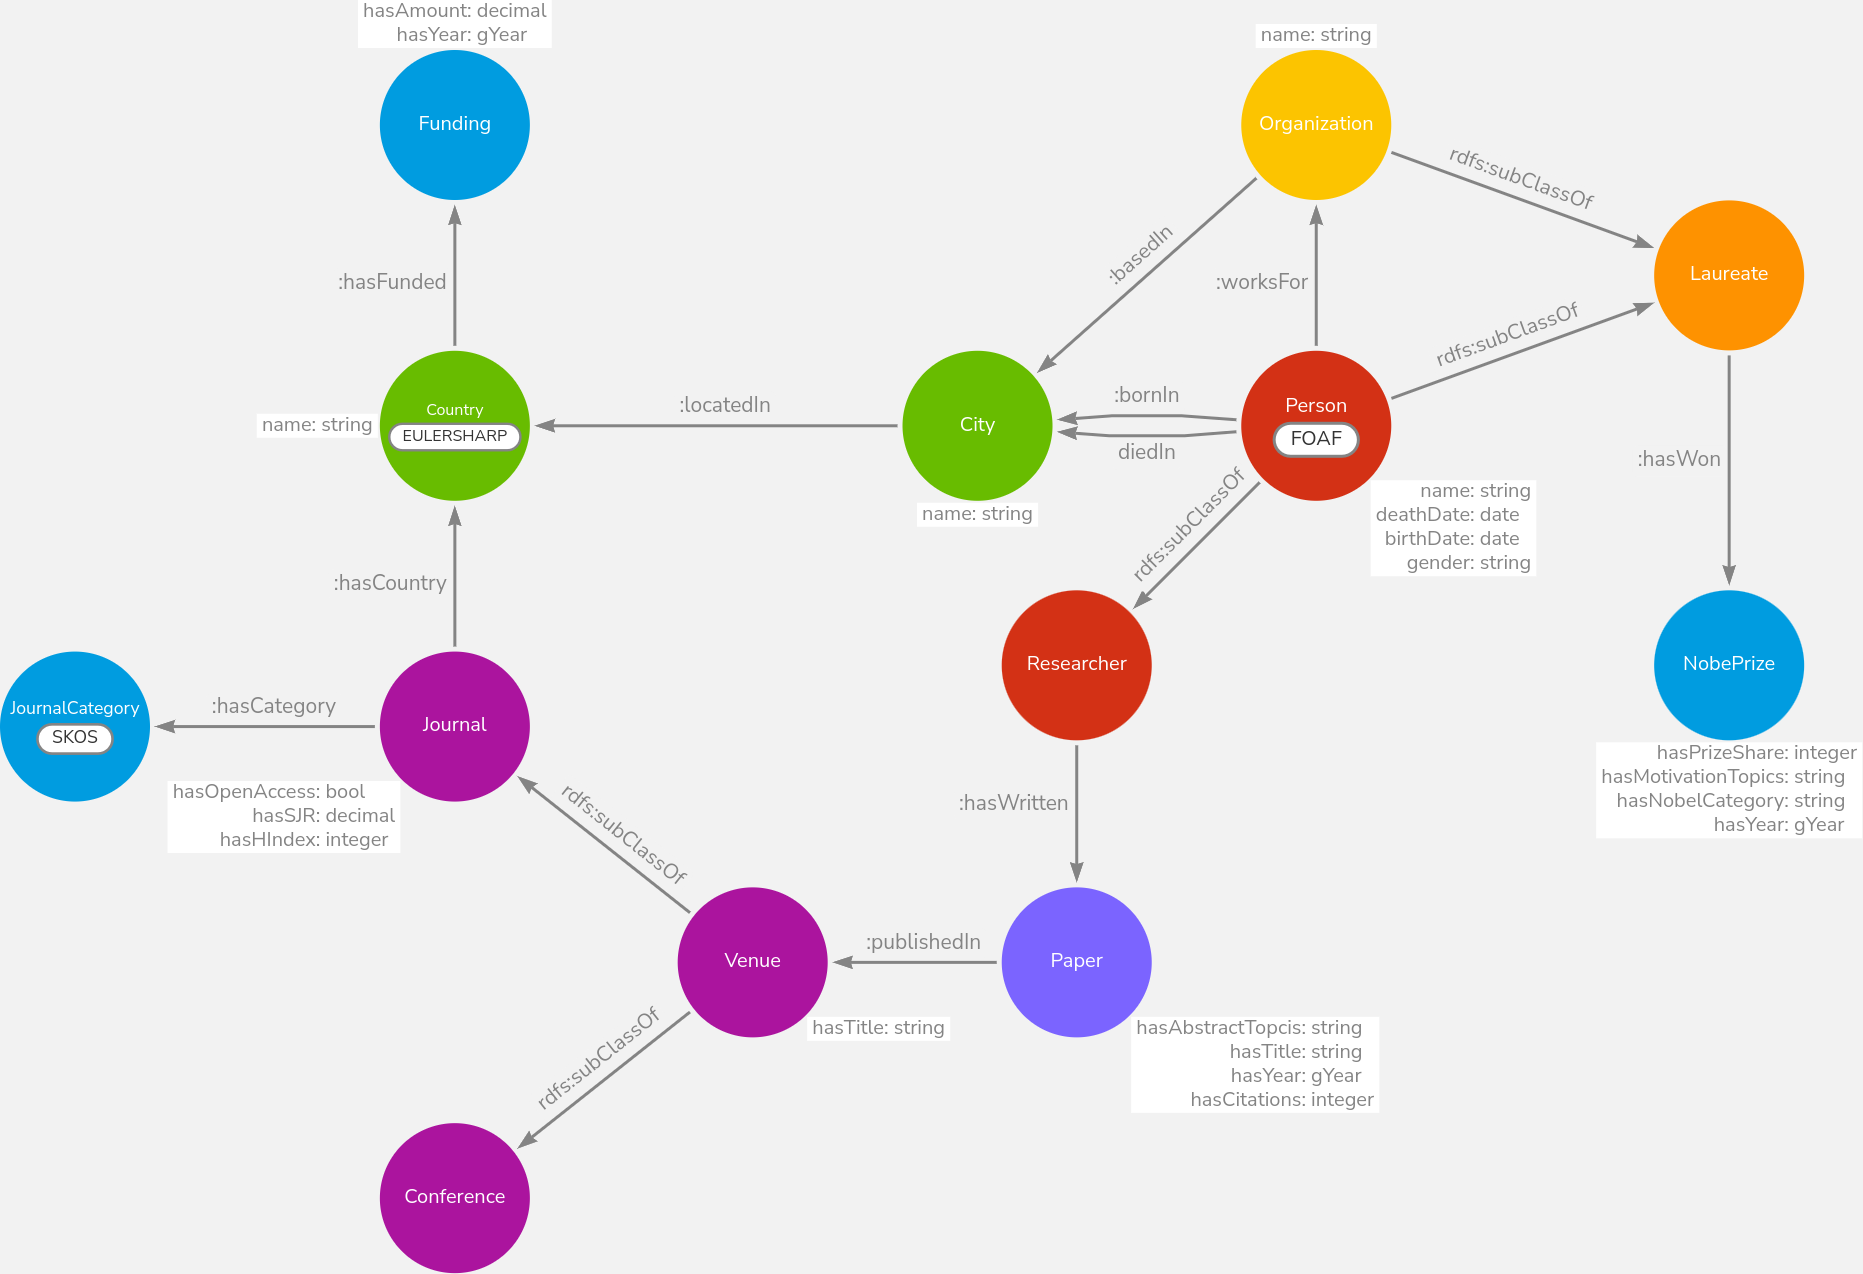 hasAmount: decimal
hasYear: gYear
Funding
name: string
Organization
rdfs:subClassOf
Laureate
:basedIn
:hasFunded
:worksFor
rdfs:subClassOf
Country
EULERSHARP
name: string
:locatedIn
City
name: string
:bornIn
diedIn
Person
FOAF
name: string
deathDate: date
birthDate: date
gender: string
:hasWon
rdfs:subClassOf
:hasCountry
Researcher
NobePrize
hasPrizeShare: integer
hasMotivationTopics: string
hasNobelCategory: string
hasYear: gYear
JournalCategory
SKOS
:hasCategory
Journal
hasOpenAccess: bool
hasSJR: decimal
hasHIndex: integer
rdfs:subClassOf
:hasWritten
Venue
hasTitle: string
:publishedIn
Paper
hasAbstractTopcis: string
hasTitle: string
hasYear: gYear
hasCitations: integer
rdfs:subClassOf
Conference